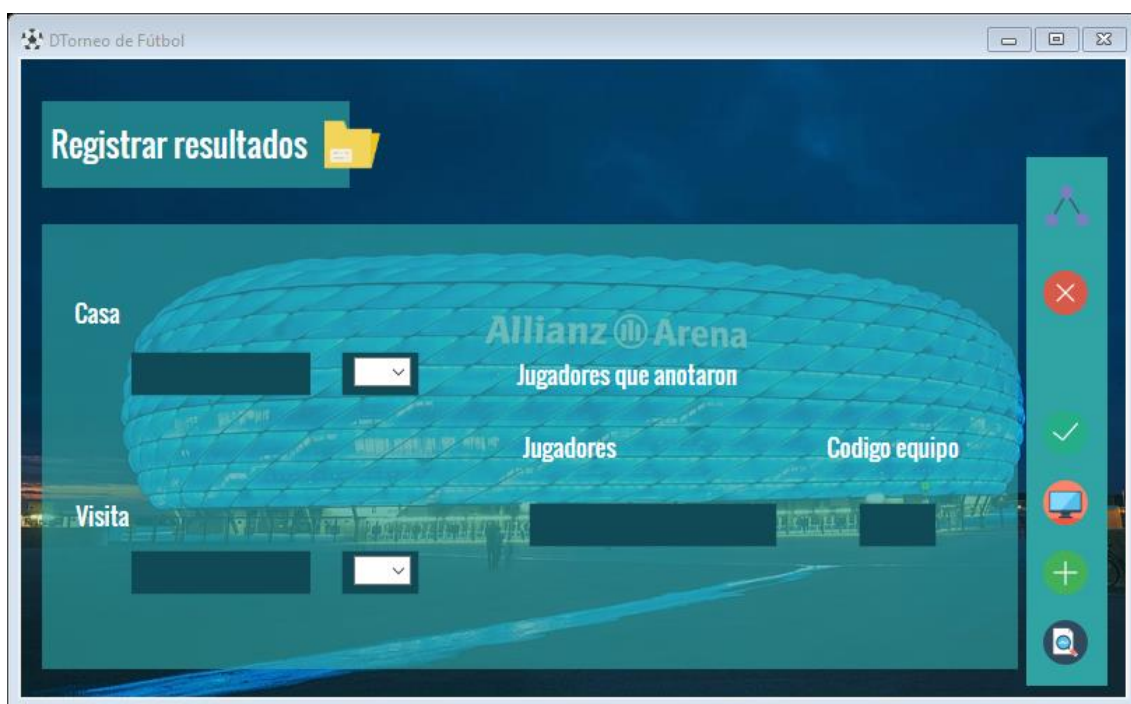 DTorneo de Fútbol
Registrar resultados
Casa
Allianz Arena
Jugadores que anotaron
Jugadores
Codigo equipo
Visita